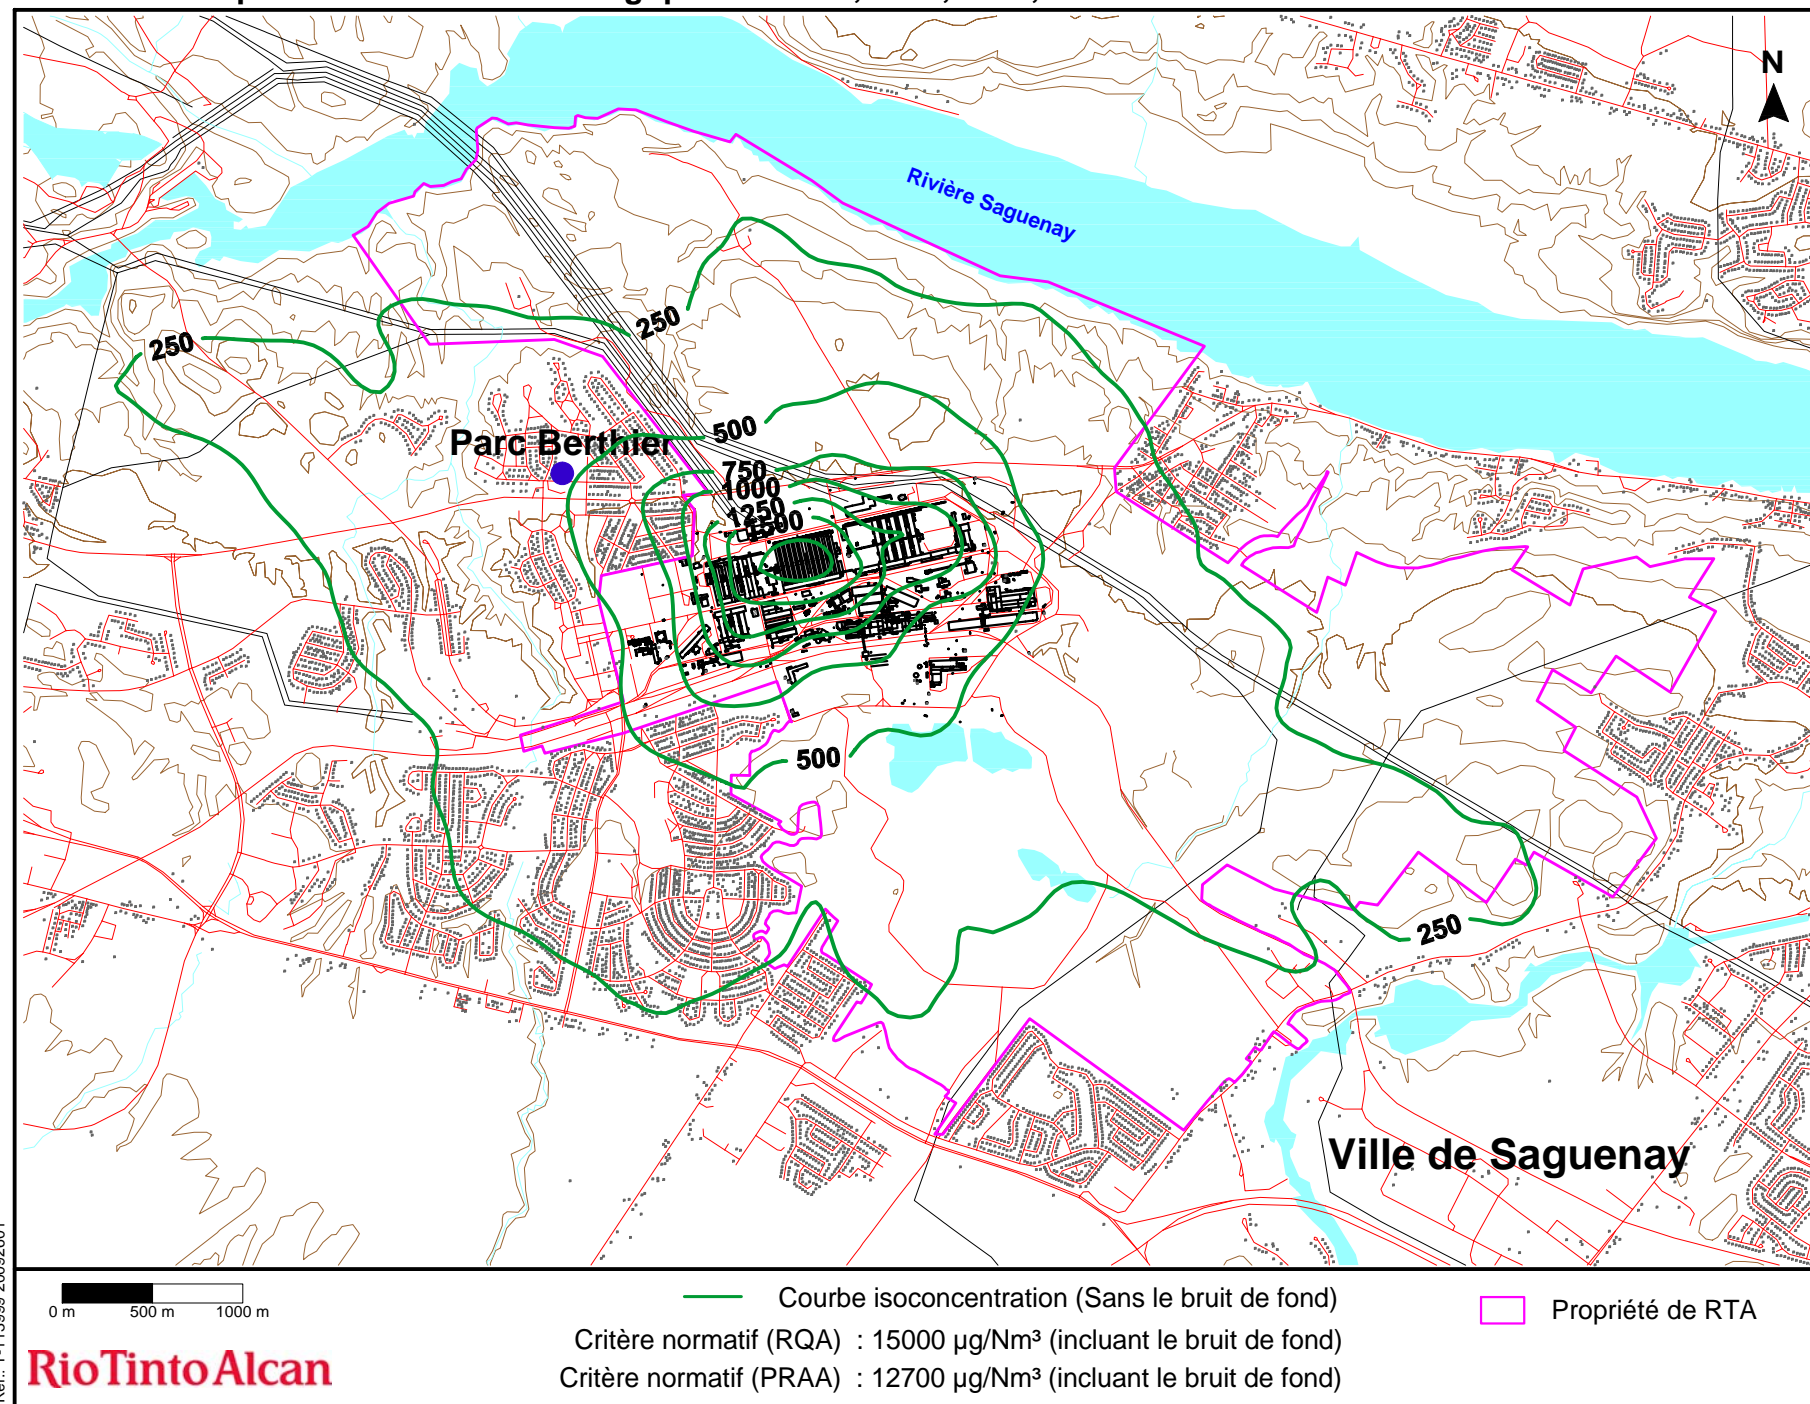 N
Rivière Saguenay
250
250
500
Parc Berthier
750
1000
1250
1500
500
250
Ville de Saguenay
0 m 500 m 1000 m
Courbe isoconcentration (Sans le bruit de fond)
Propriété de RTA
Critère normatif (RQA) : 15000 µg/Nm³ (incluant le bruit de fond)
Critère normatif (PRAA) : 12700 µg/Nm³ (incluant le bruit de fond)
RioTintoAlcan